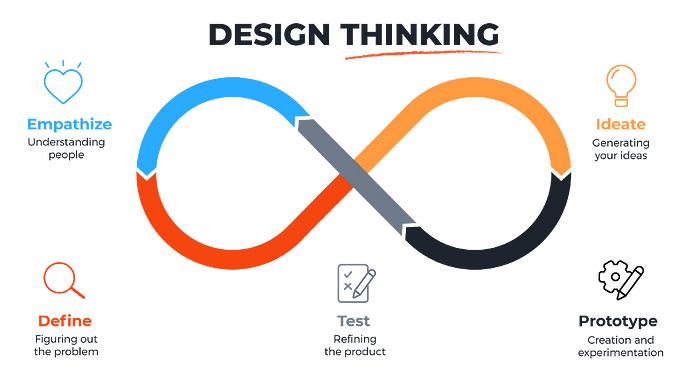 DESIGN THINKING
Empathize
Understanding
people
Ideate
Generating
your ideas
Define
Figuring out
the problem
Test
Refining
the product
Prototype
Creation and
experimentation